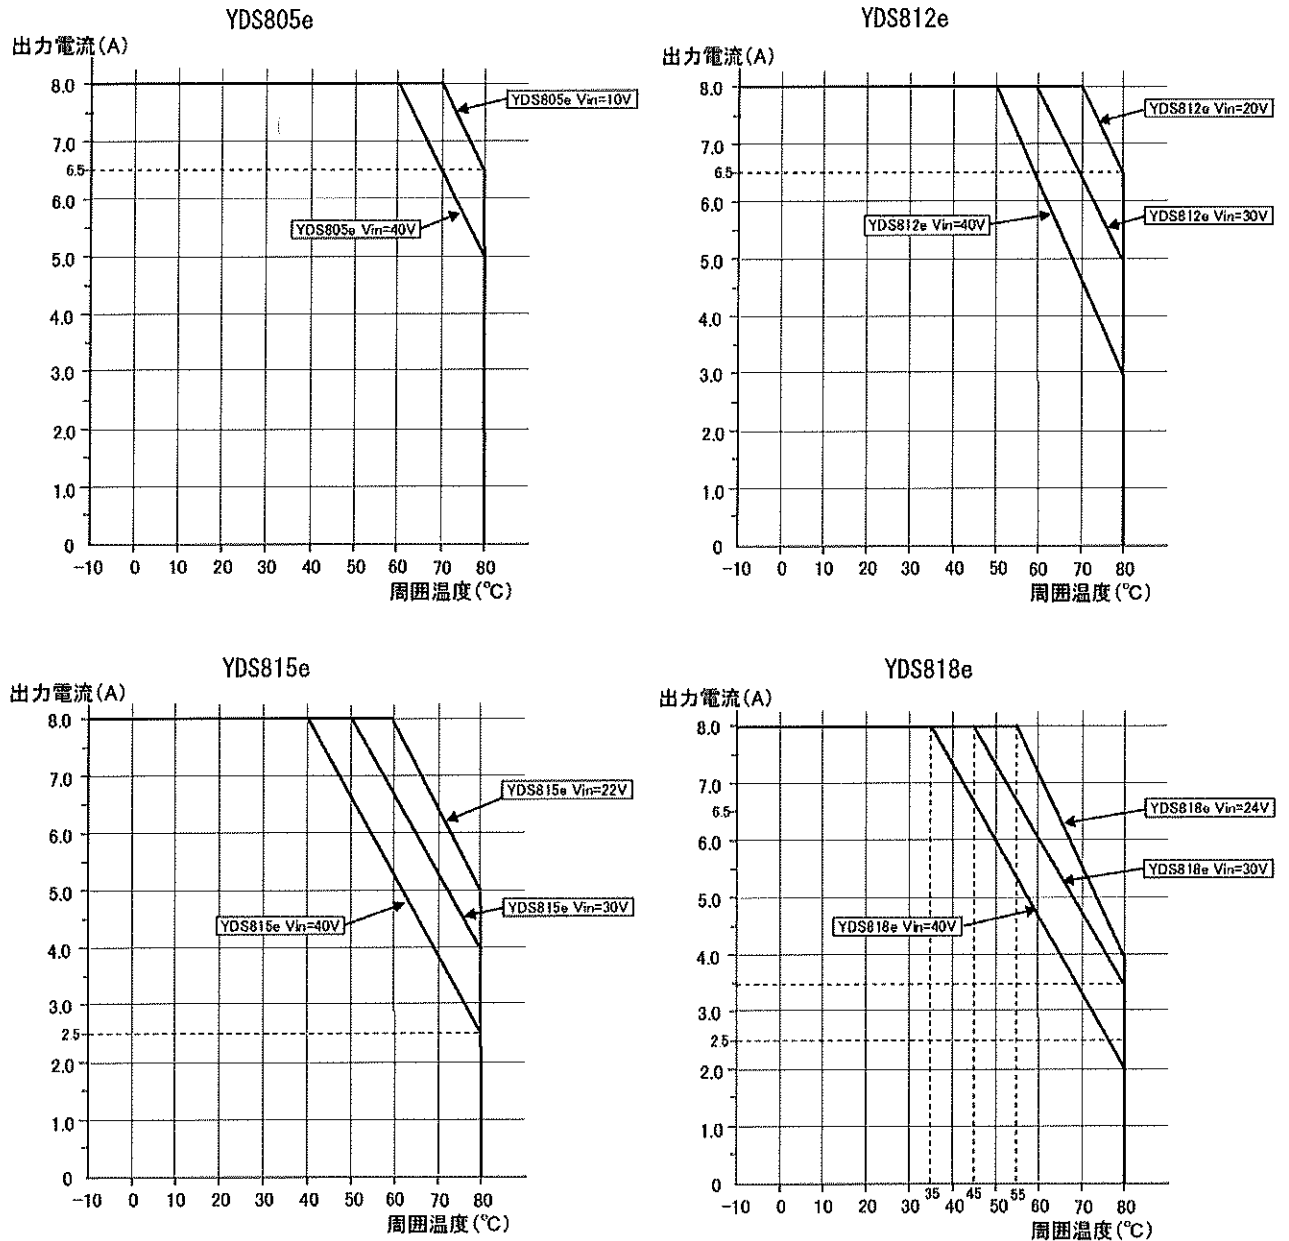 YDS805e
出力電流(A)
8.0
7.0
6.5
6.0
5.0
4.0
3.0
2.0
1.0
0
YDS805e Vin=10V
YDS805e Vin=40V
-10 0 10 20 30 40 50 60 70 80
周囲温度(℃)
YDS812e
出力電流(A)
8.0
7.0
6.5
6.0
5.0
4.0
3.0
2.0
1.0
0
YDS812e Vin=20V
YDS812e Vin=30V
YDS812e Vin=40V
-10 0 10 20 30 40 50 60 70 80
周囲温度(℃)
YDS815e
出力電流(A)
8.0
7.0
6.0
5.0
4.0
3.0
2.5
2.0
1.0
0
YDS815e Vin=22V
YDS815e Vin=30V
YDS815e Vin=40V
-10 0 10 20 30 40 50 60 70 80
周囲温度(℃)
YDS818e
出力電流(A)
8.0
7.0
6.5
6.0
5.0
4.0
3.0
2.5
2.0
1.0
0
YDS818e Vin=24V
YDS818e Vin=30V
YDS818e Vin=40V
35 45 55
-10 0 10 20 30 40 50 60 70 80
周囲温度(℃)